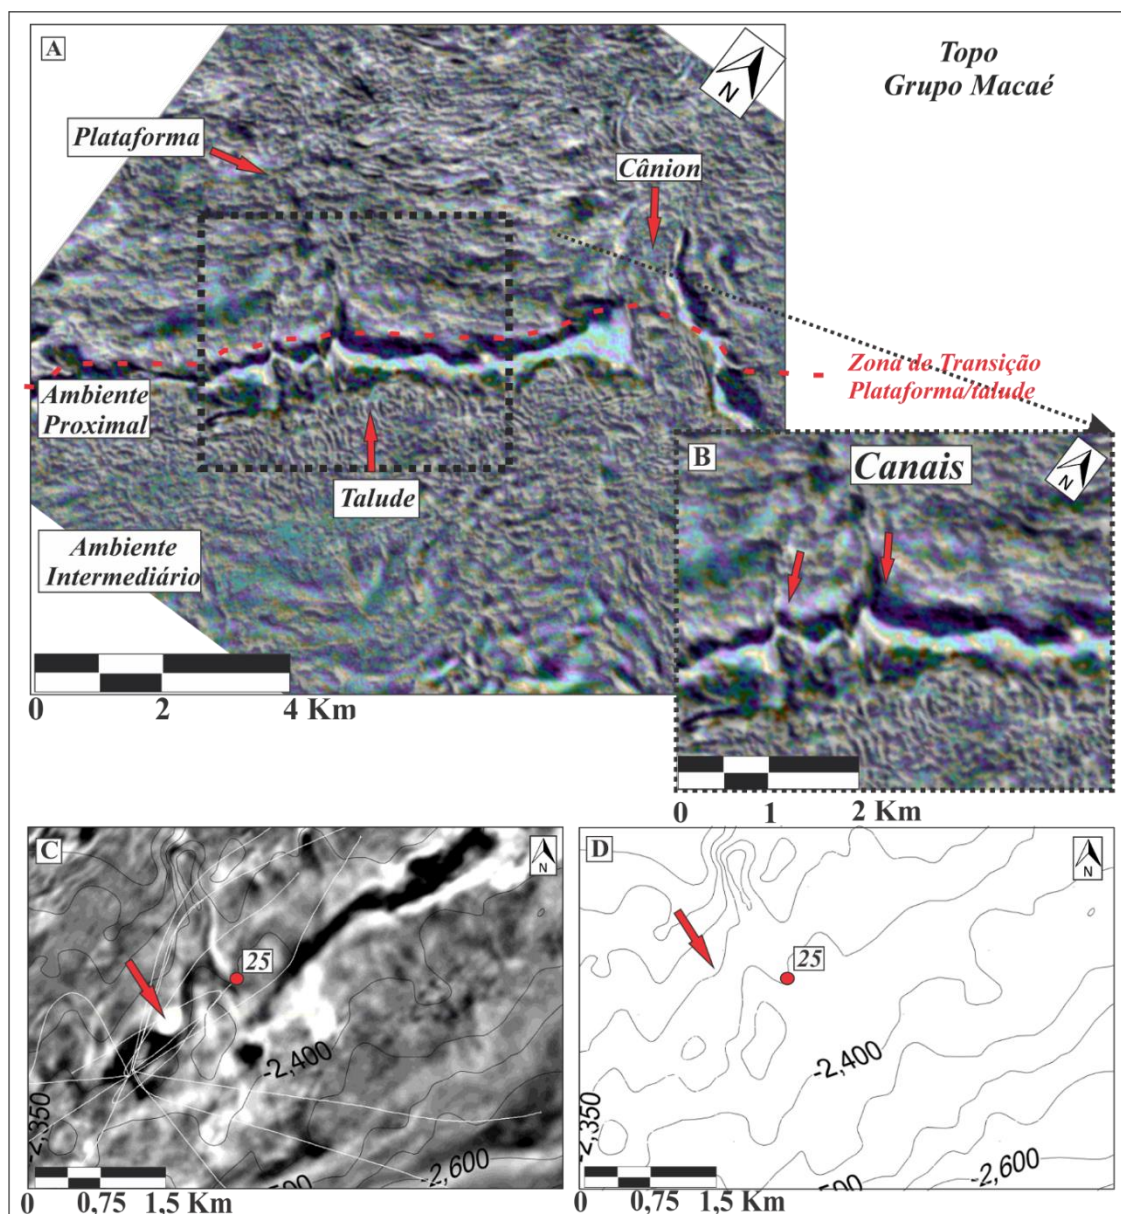 A
Topo
Grupo Macaé
N
Plataforma
Cânion
Zona de Transição
Plataforma/talude
Ambiente
Proximal
Talude
Ambiente
Intermediário
0 2 4 Km
B
Canais
N
0 1 2 Km
C
N
25
-2,400
-2,350
-2,600
500
0 0,75 1,5 Km
D
N
25
-2,400
-2,350
-2,600
500
0 0,75 1,5 Km